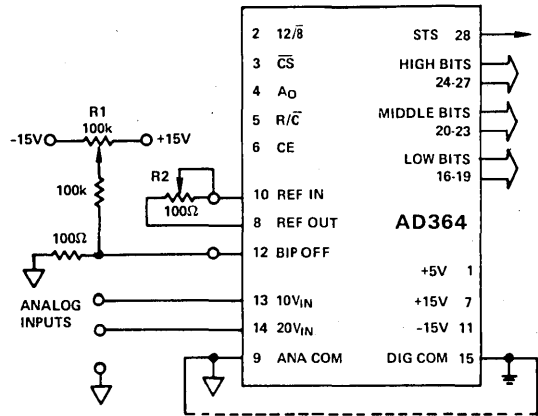 2 12/8̅
STS 28
3 C̅S̅
HIGH BITS
24-27
4 AO
R1
100k
-15V
+15V
5 R/C̅
MIDDLE BITS
20-23
6 CE
LOW BITS
16-19
R2
100k
100Ω
10 REF IN
8 REF OUT
AD364
100Ω
12 BIP OFF
+5V 1
ANALOG
INPUTS
13 10VIN
+15V 7
14 20VIN
-15V 11
9 ANA COM
DIG COM 15